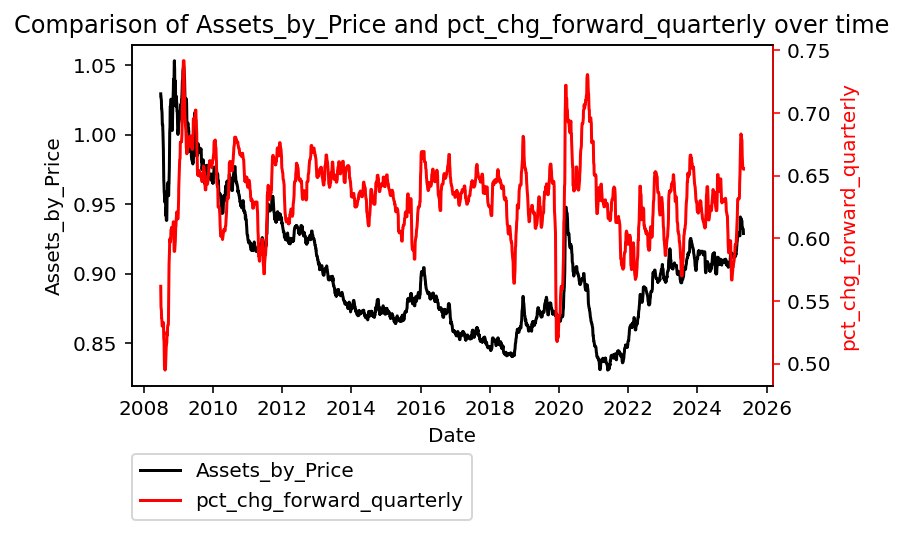 Comparison of Assets_by_Price and pct_chg_forward_quarterly over time
1.05
1.00
0.95
0.90
0.85
Assets_by_Price
0.75
0.70
0.65
0.60
0.55
0.50
pct_chg_forward_quarterly
2008 2010 2012 2014 2016 2018 2020 2022 2024 2026
Date
Assets_by_Price
pct_chg_forward_quarterly